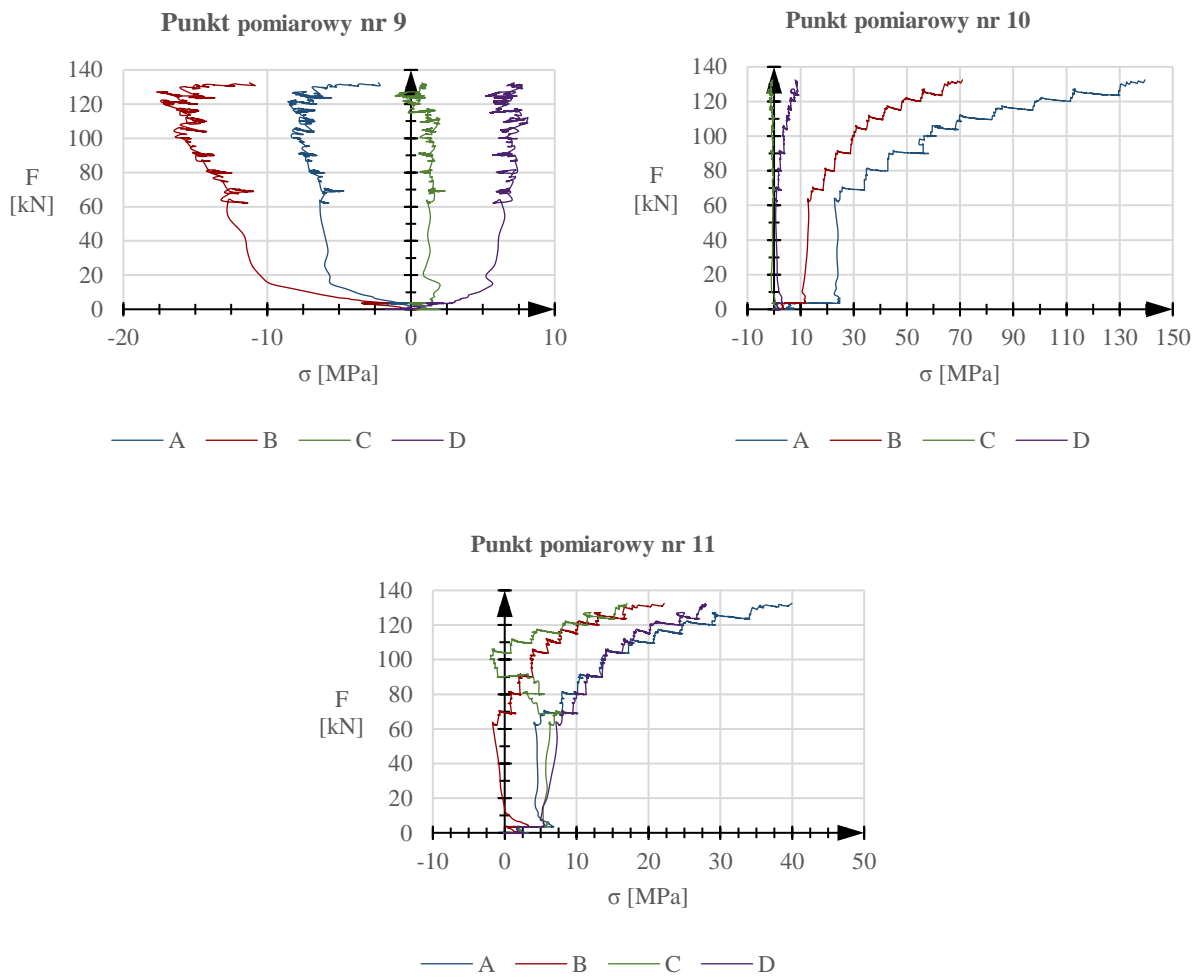 Punkt pomiarowy nr 9
140
120
100
80
60
40
20
0
F
[kN]
-20 -10 0 10
σ [MPa]
A B C D
Punkt pomiarowy nr 10
140
120
100
80
60
40
20
0
F
[kN]
-10 10 30 50 70 90 110 130 150
σ [MPa]
A B C D
Punkt pomiarowy nr 11
140
120
100
80
60
40
20
0
F
[kN]
-10 0 10 20 30 40 50
σ [MPa]
A B C D